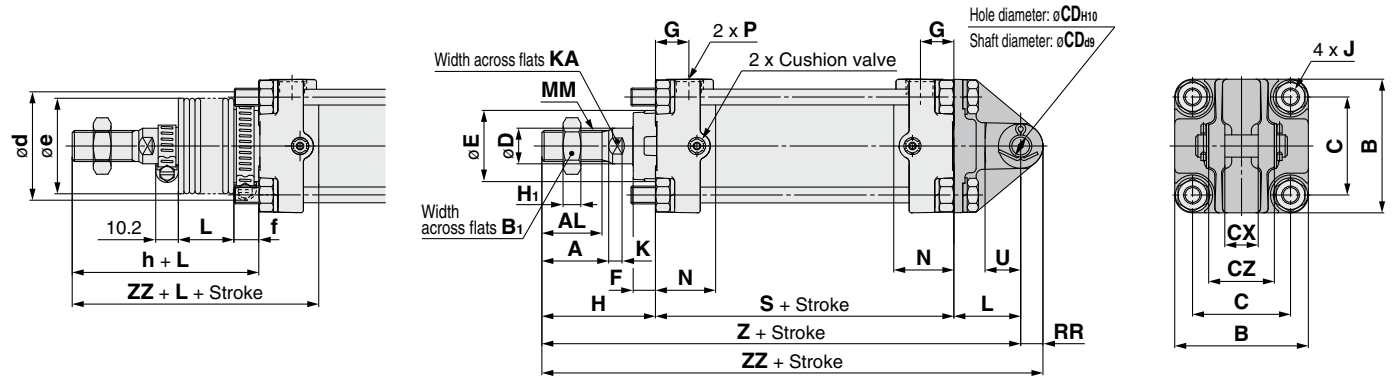 ød
øe
10.2
L
f
h + L
ZZ + L + Stroke
Width across flats KA
MM
G
2 x P
2 x Cushion valve
G
Hole diameter: øCDH10
Shaft diameter: øCDd9
øE
øD
H1
Width
across flats B1
AL
A
K
F
N
N
U
H
S + Stroke
L
Z + Stroke
RR
ZZ + Stroke
4 x J
C
B
CX
CZ
C
B